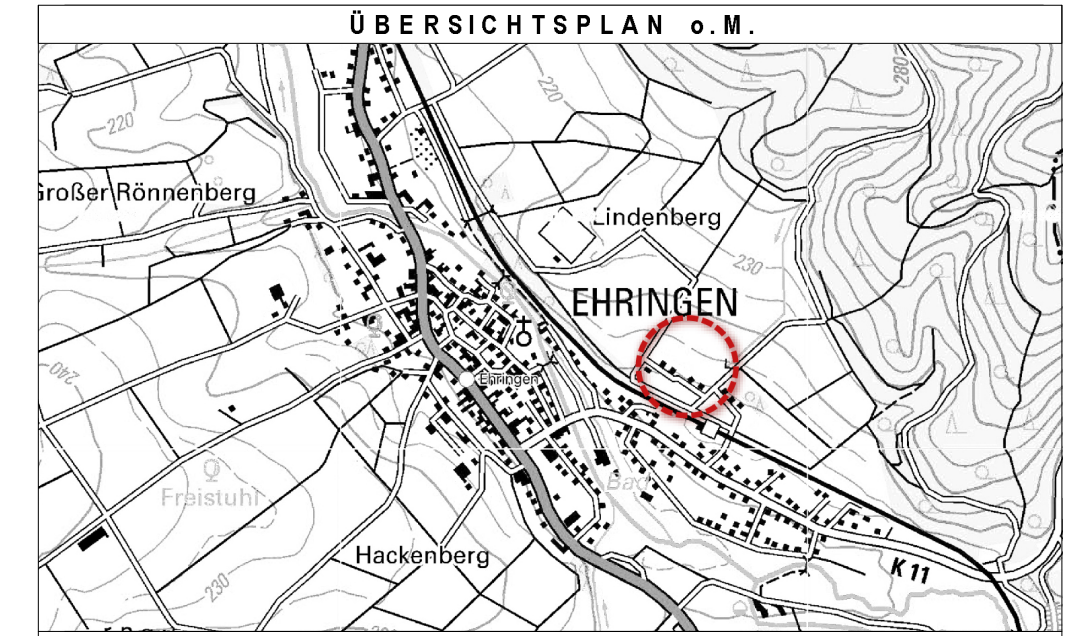 ÜBERSICHTSPLAN o.M.
280
220
220
Großer Rönnenberg
Lindenberg
230
EHRINGEN
240
Ehringen
Freistuhl
Bad
Hackenberg
K 11
230